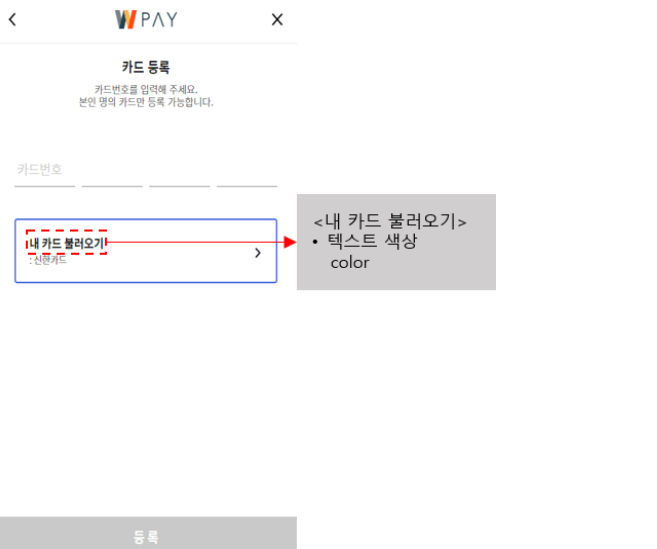 WPAY
카드 등록
카드번호를 입력해 주세요.
본인 명의 카드만 등록 가능합니다.
카드번호
내 카드 불러오기
: 신한카드
<내 카드 불러오기>
• 텍스트 색상
color
등록